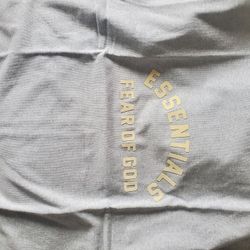 ESSENTIALS
FEAR OF GOD